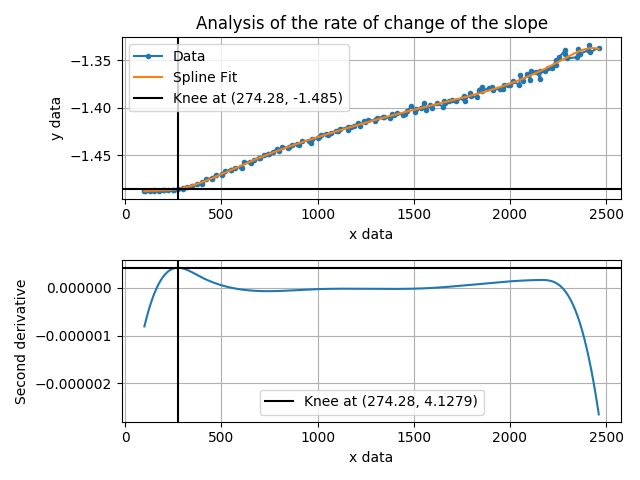 Analysis of the rate of change of the slope
Data
Spline Fit
Knee at (274.28, -1.485)
y data
−1.35
−1.40
−1.45
0 500 1000 1500 2000 2500
x data
Second derivative
0.000000
−0.000001
−0.000002
Knee at (274.28, 4.1279)
0 500 1000 1500 2000 2500
x data